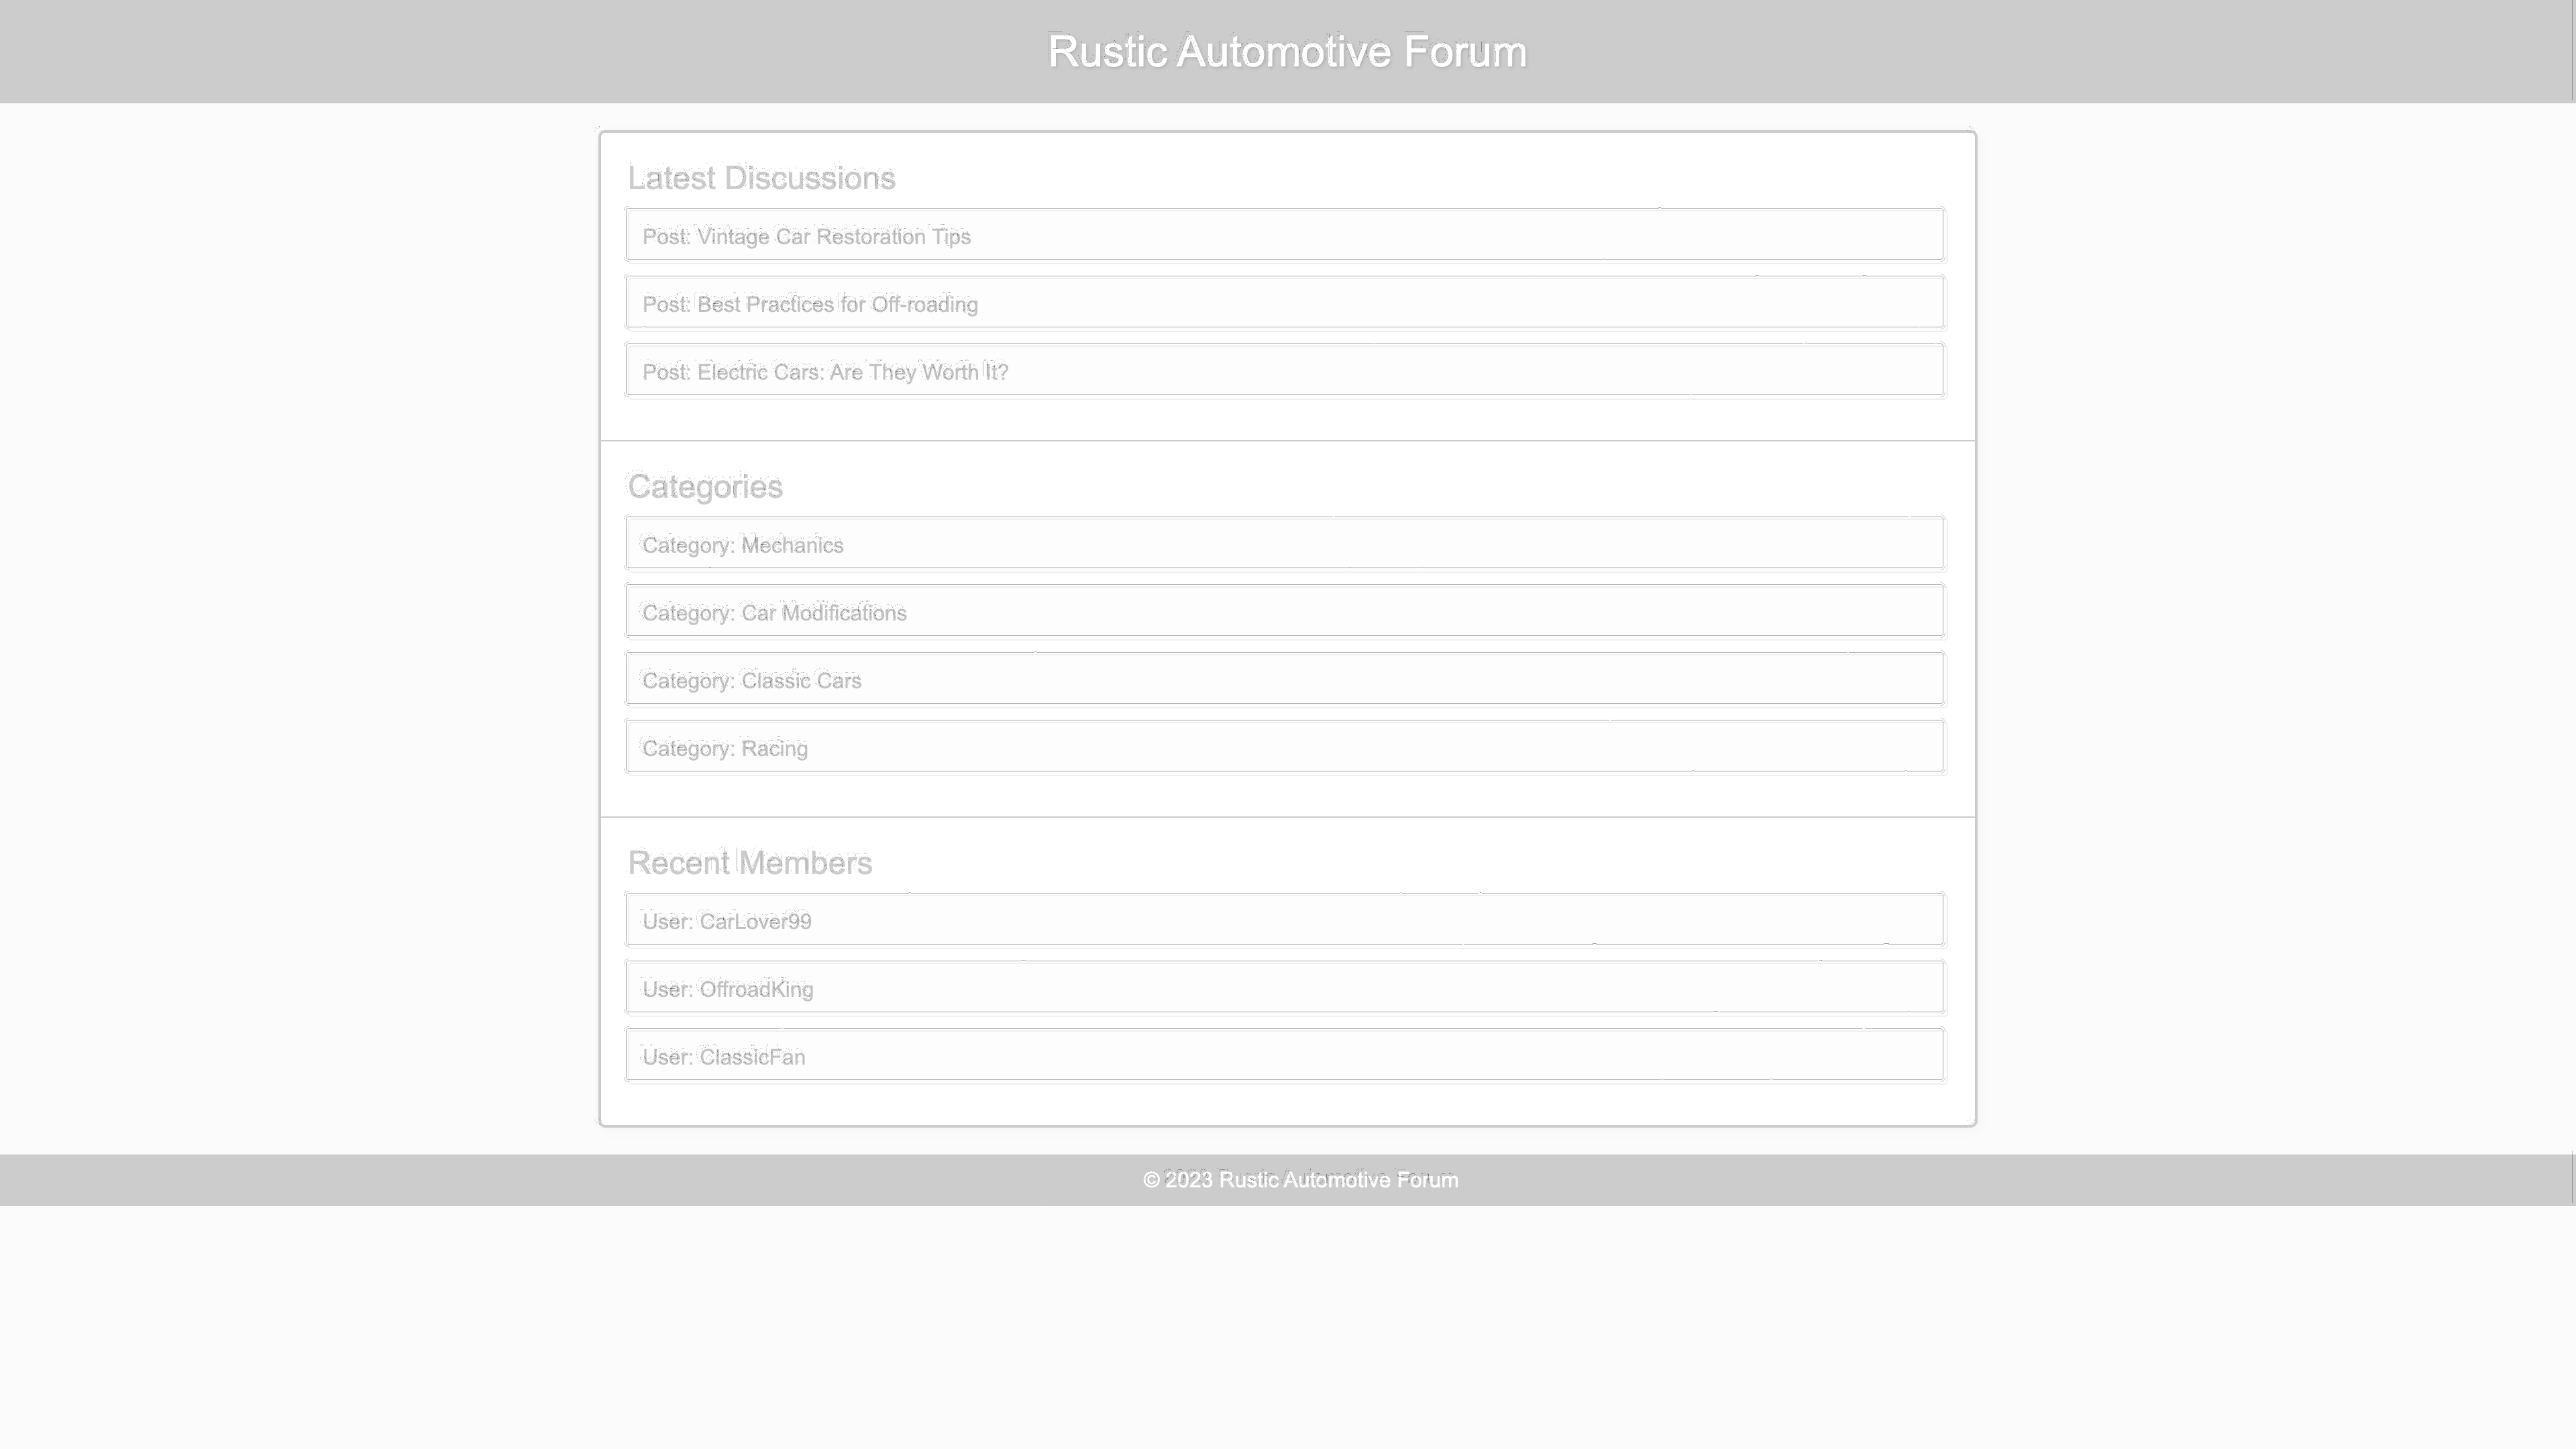 Rustic Automotive Forum
Latest Discussions
Post: Vintage Car Restoration Tips
Post: Best Practices for Off-roading
Post: Electric Cars: Are They Worth It?
Categories
Category: Mechanics
Category: Car Modifications
Category: Classic Cars
Category: Racing
Recent Members
User: CarLover99
User: OffroadKing
User: ClassicFan
© 2023 Rustic Automotive Forum